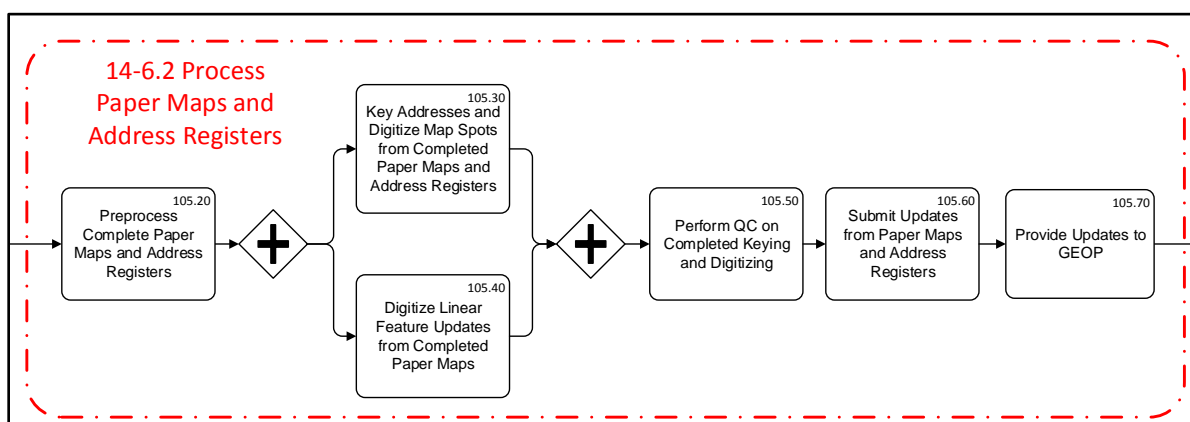 14-6.2 Process
Paper Maps and
Address Registers
105.20
Preprocess
Complete Paper
Maps and Address
Registers
105.30
Key Addresses and
Digitize Map Spots
from Completed
Paper Maps and
Address Registers
105.40
Digitize Linear
Feature Updates
from Completed
Paper Maps
105.50
Perform QC on
Completed Keying
and Digitizing
105.60
Submit Updates
from Paper Maps
and Address
Registers
105.70
Provide Updates to
GEOP